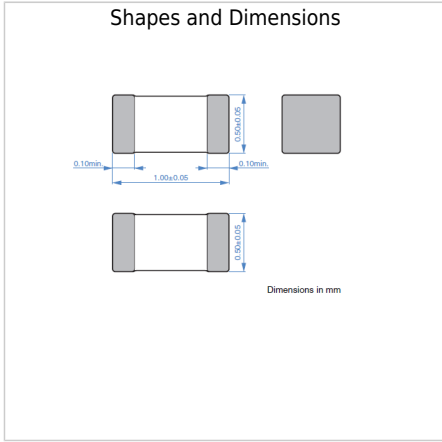 Shapes and Dimensions
0.50±0.05
0.10min.
0.10min.
1.00±0.05
0.50±0.05
Dimensions in mm